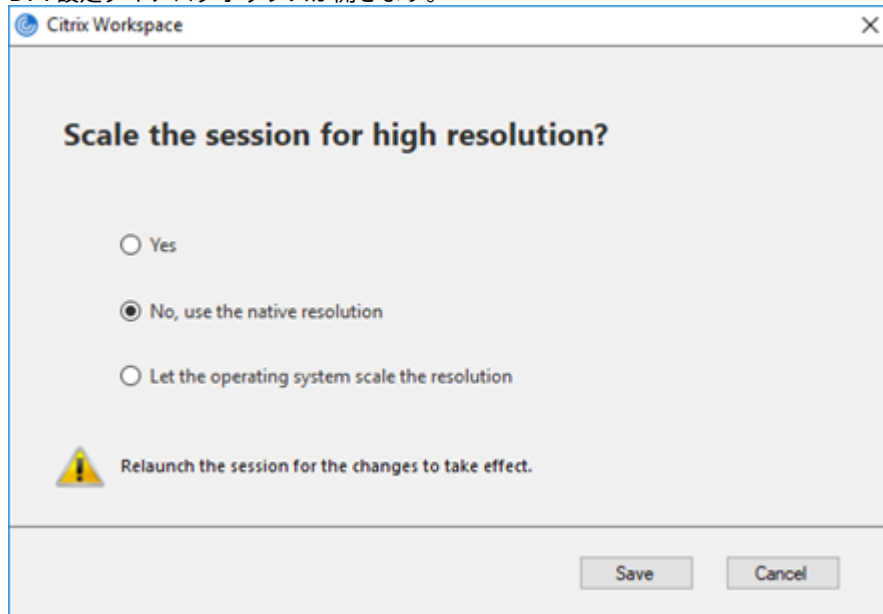 Citrix Workspace
Scale the session for high resolution?
Yes
No, use the native resolution
Let the operating system scale the resolution
Relaunch the session for the changes to take effect.
Save Cancel